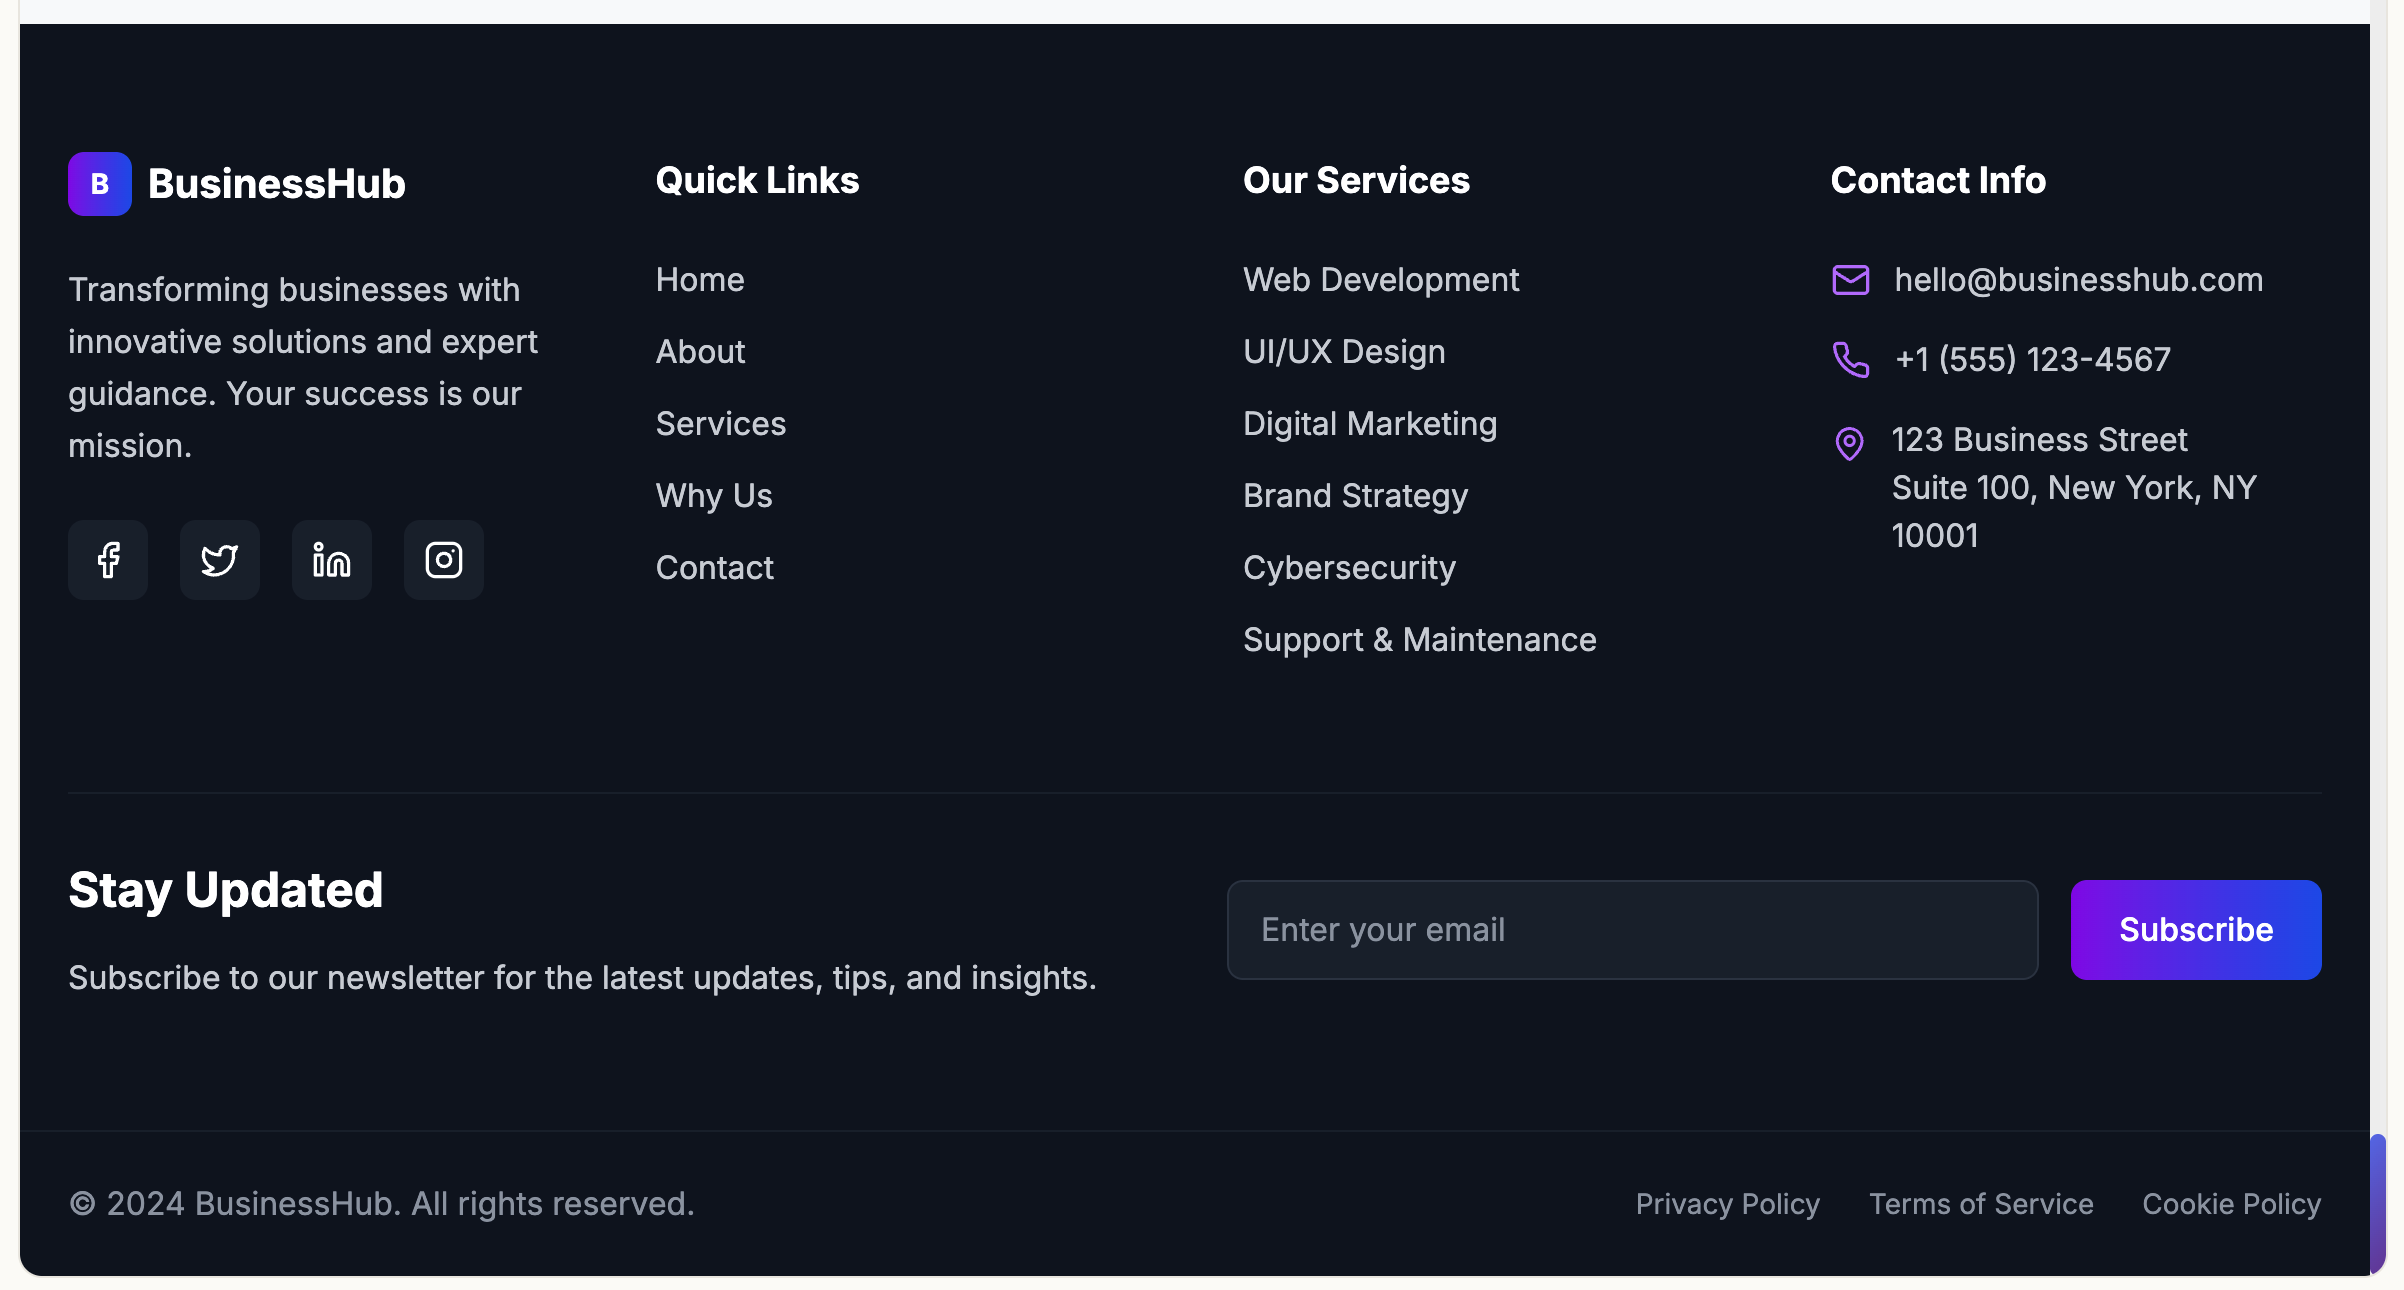 B
BusinessHub
Transforming businesses with
innovative solutions and expert
guidance. Your success is our
mission.
Quick Links
Home
About
Services
Why Us
Contact
Our Services
Web Development
UI/UX Design
Digital Marketing
Brand Strategy
Cybersecurity
Support & Maintenance
Contact Info
hello@businesshub.com
+1 (555) 123-4567
123 Business Street
Suite 100, New York, NY
10001
Stay Updated
Subscribe to our newsletter for the latest updates, tips, and insights.
Enter your email
Subscribe
© 2024 BusinessHub. All rights reserved.
Privacy Policy
Terms of Service
Cookie Policy